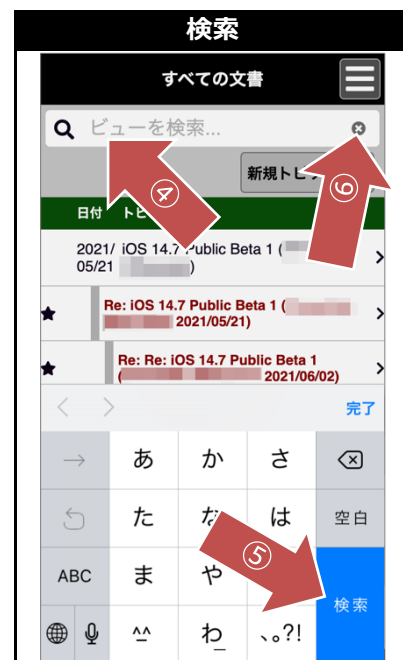 検索
すべての文書
ビューを検索...
④
⑥
新規トピ
日付 トピ
2021/ iOS 14.7 Public Beta 1 (
05/21 )
Re: iOS 14.7 Public Beta 1 (
2021/05/21)
Re: Re: iOS 14.7 Public Beta 1
( 2021/06/02)
完了
あ か さ
た な は 空白
⑤
ABC ま や 検索
^^ わ_ 、。?!